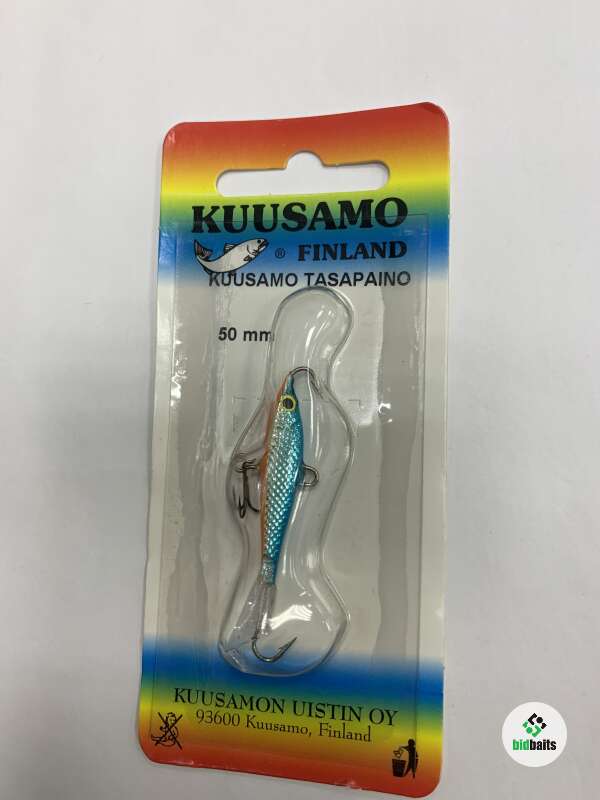 KUUSAMO
® FINLAND
KUUSAMO TASAPAINO
50 mm
KUUSAMON UISTIN OY
93600 Kuusamo, Finland
bidbaits